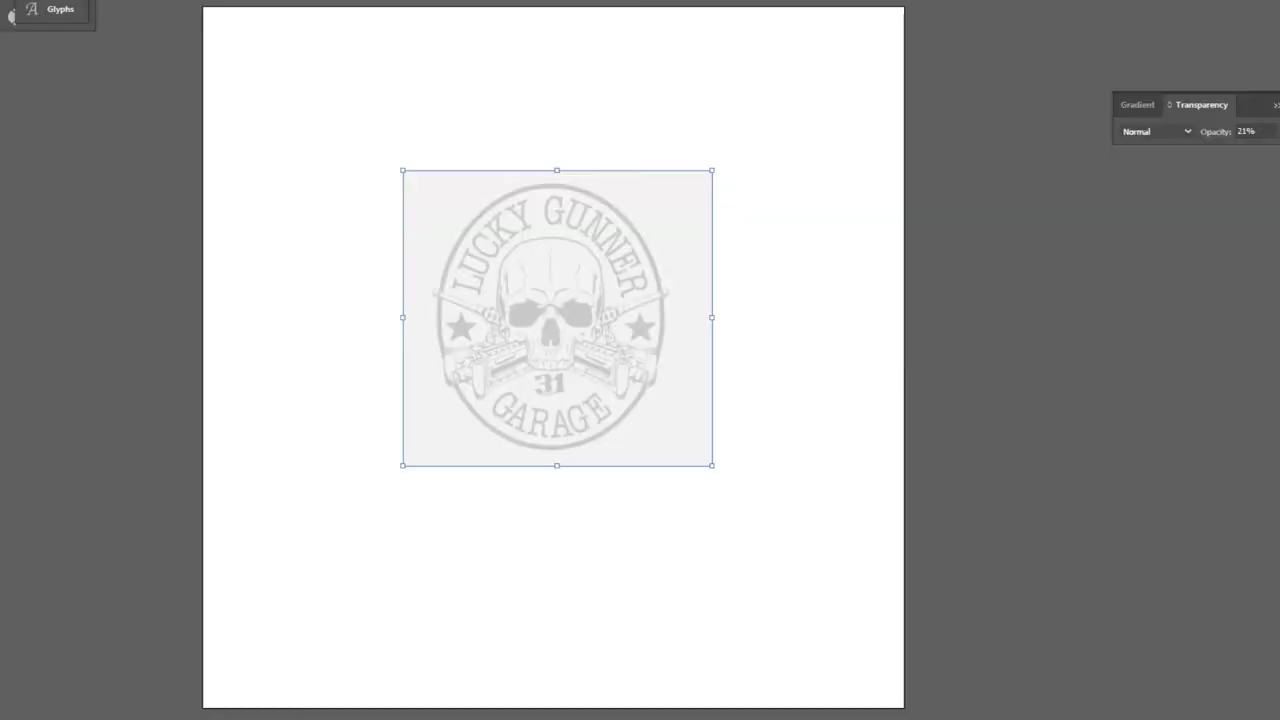 Glyphs
Gradient
Transparency
Normal
Opacity: 21%
LUCKY GUNNER
31
GARAGE